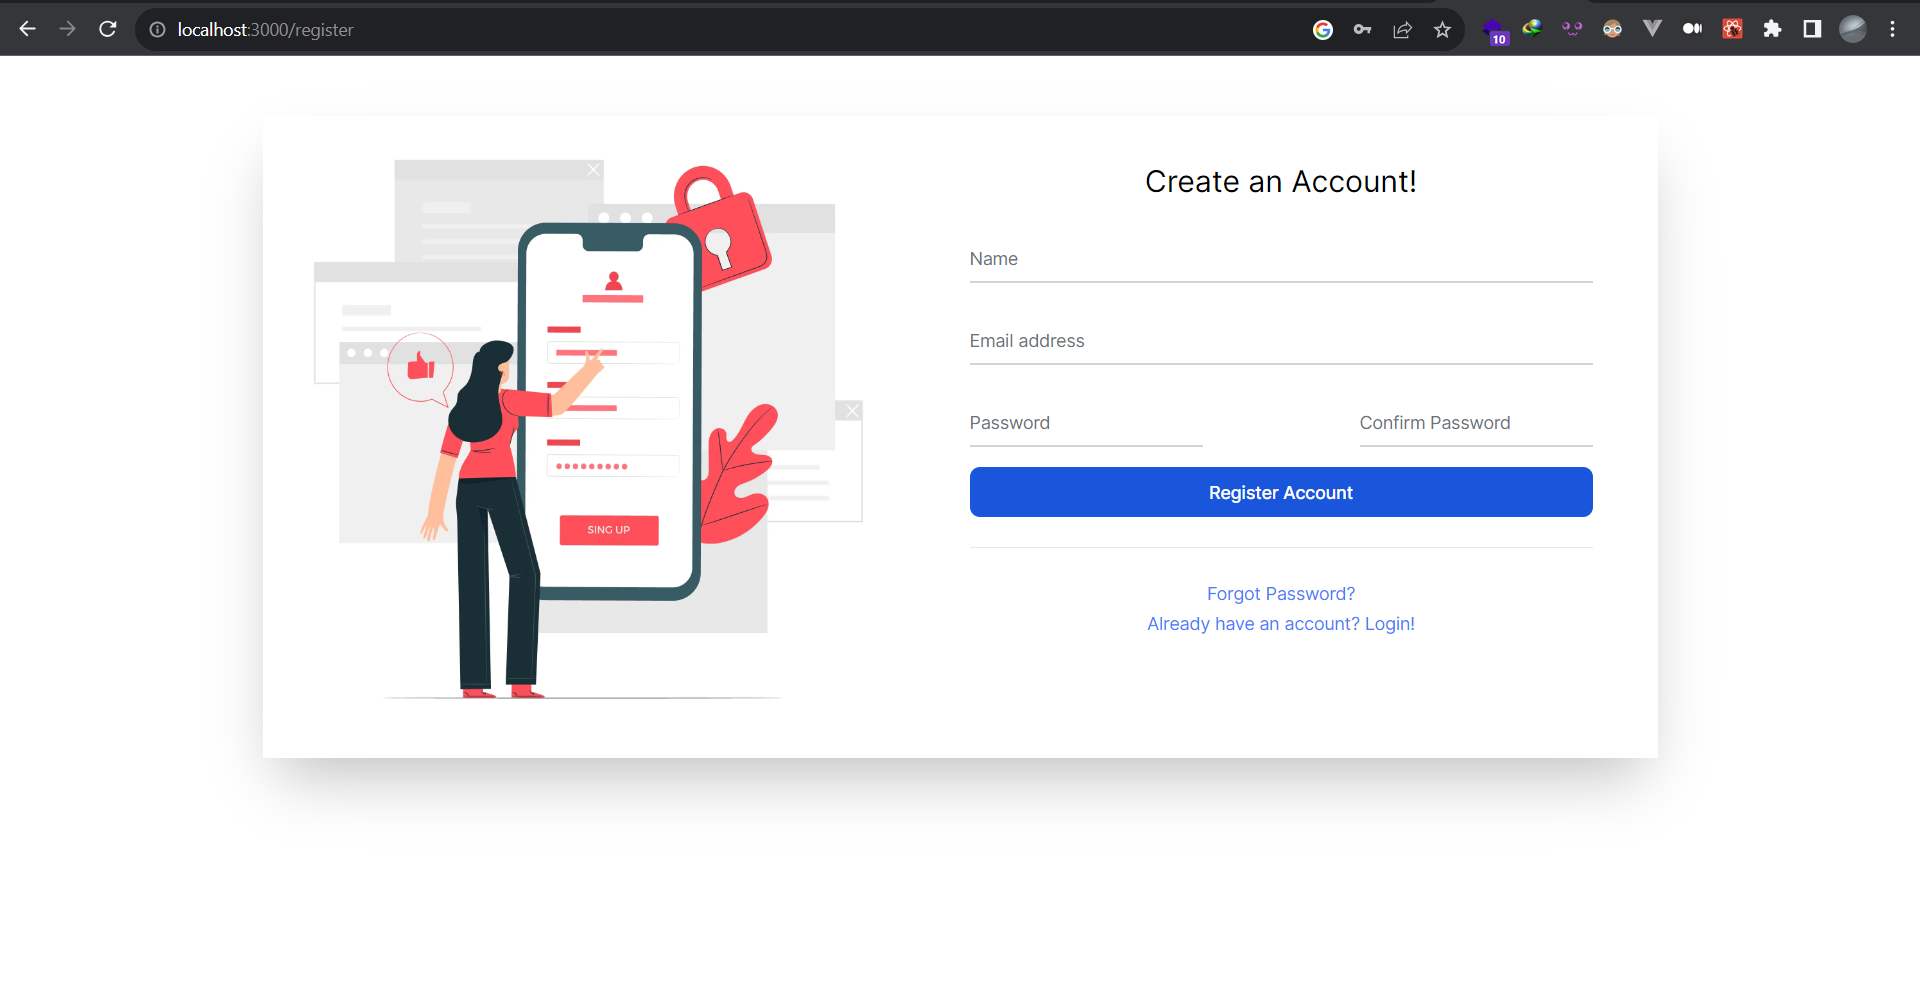 localhost:3000/register
10
Create an Account!
Name
Email address
Password
Confirm Password
Register Account
SING UP
Forgot Password?
Already have an account? Login!